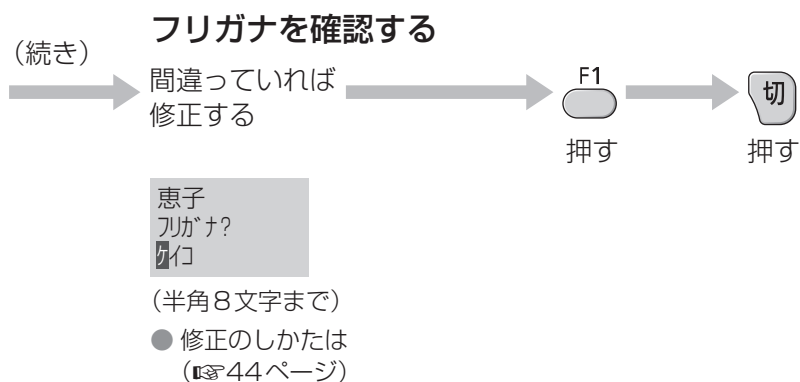 （続き）
フリガナを確認する
間違っていれば
修正する
F1
押す
切
押す
恵子
ﾌﾘｶﾞﾅ?
ｹｲｺ
（半角8文字まで）
● 修正のしかたは
（☞44ページ）